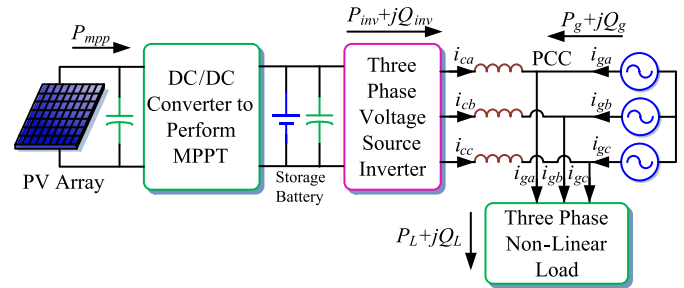 P_mpp
P_inv+jQ_inv
P_g+jQ_g
DC/DC
Converter to
Perform
MPPT
Three
Phase
Voltage
Source
Inverter
i_ca
PCC
i_ga
i_cb
i_gb
i_cc
i_gc
i_ga i_gb i_gc
PV Array
Storage
Battery
P_L+jQ_L
Three Phase
Non-Linear
Load